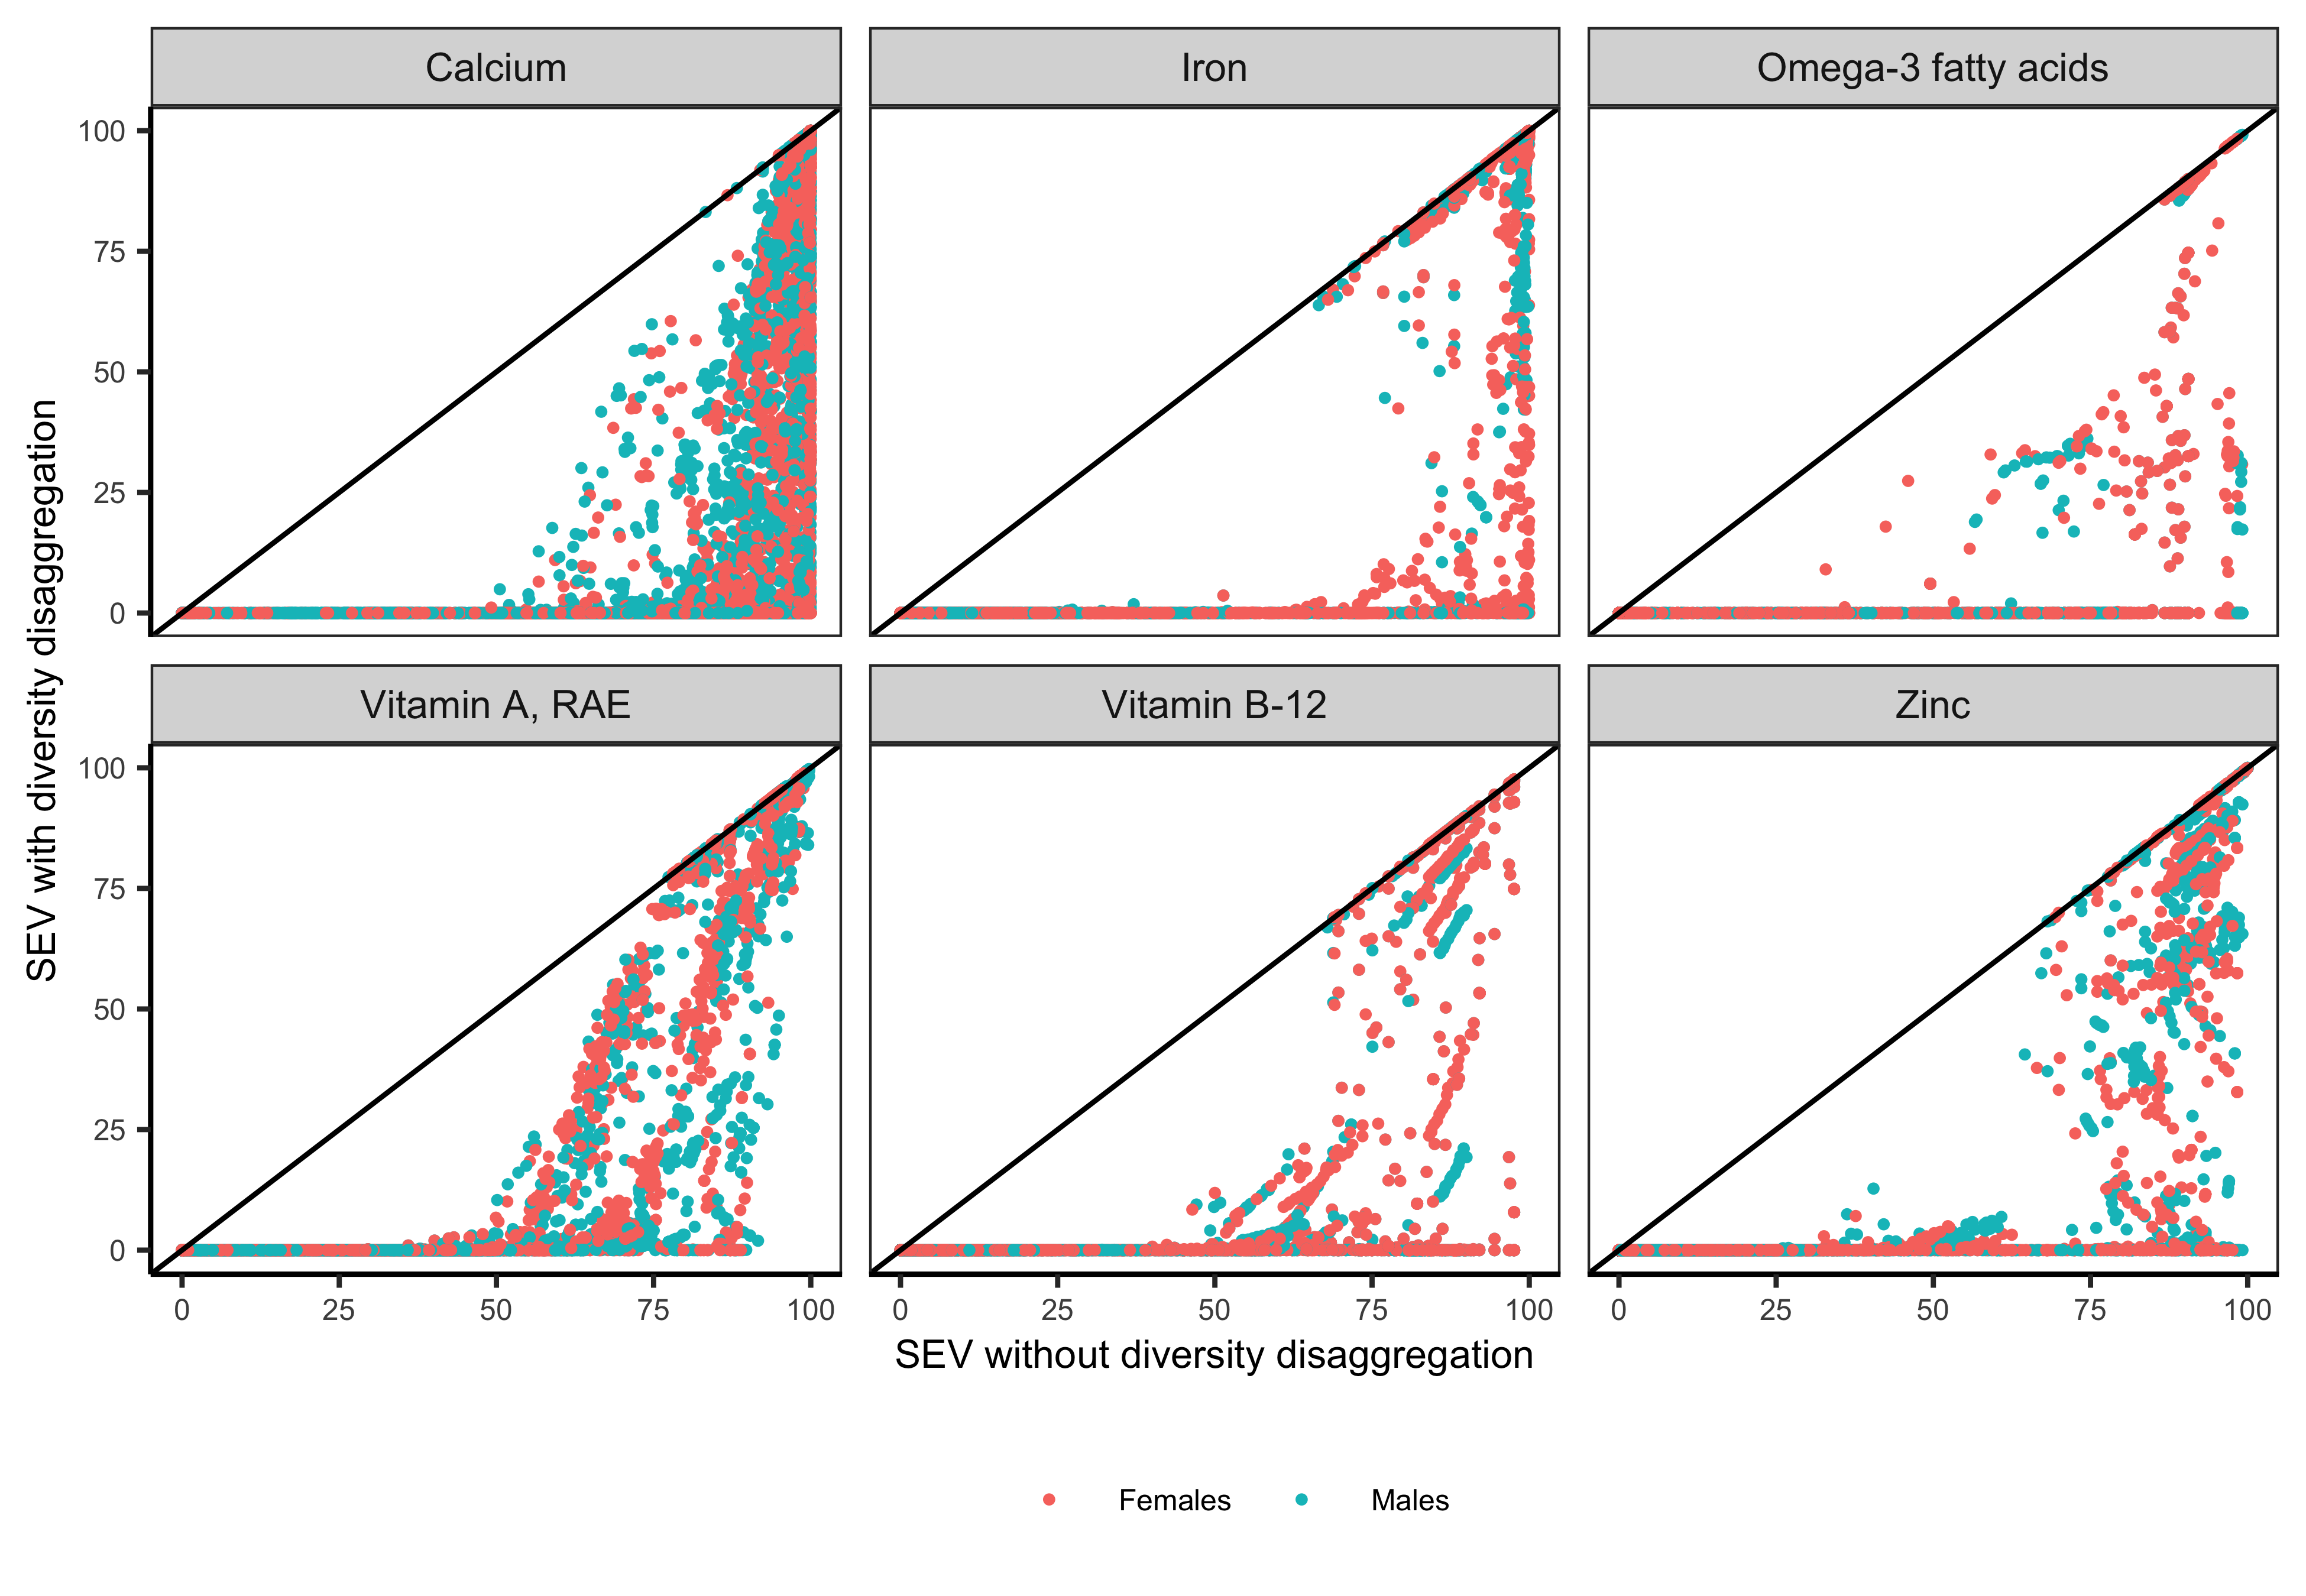 Calcium
Iron
Omega-3 fatty acids
100
75
50
25
0
Vitamin A, RAE
Vitamin B-12
Zinc
100
75
50
25
0
0 25 50 75 100
0 25 50 75 100
0 25 50 75 100
SEV with diversity disaggregation
SEV without diversity disaggregation
Females
Males